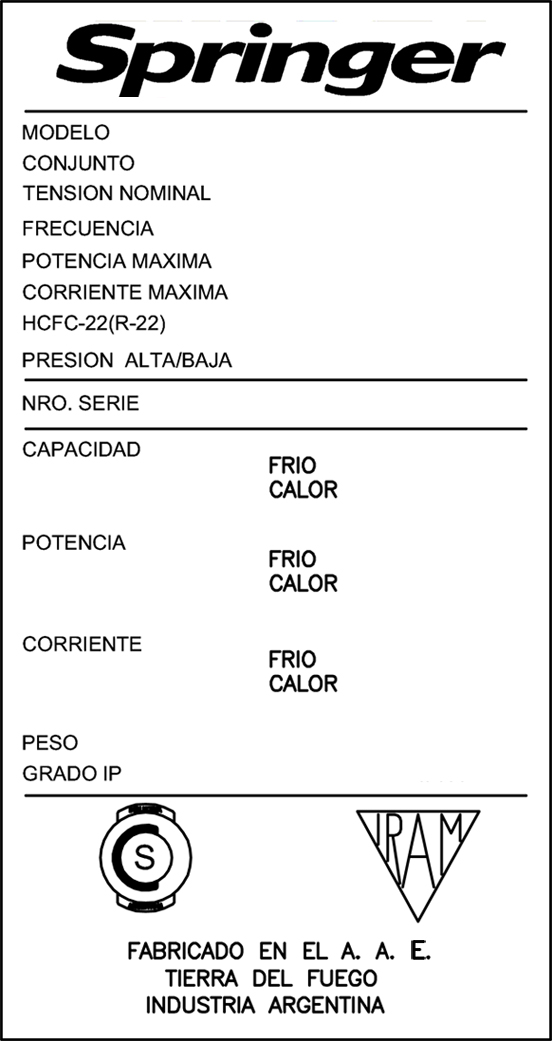 Springer
MODELO
CONJUNTO
TENSION NOMINAL
FRECUENCIA
POTENCIA MAXIMA
CORRIENTE MAXIMA
HCFC-22(R-22)
PRESION ALTA/BAJA
NRO. SERIE
CAPACIDAD
FRIO
CALOR
POTENCIA
FRIO
CALOR
CORRIENTE
FRIO
CALOR
PESO
GRADO IP
S
IRAM
FABRICADO EN EL A. A. E.
TIERRA DEL FUEGO
INDUSTRIA ARGENTINA